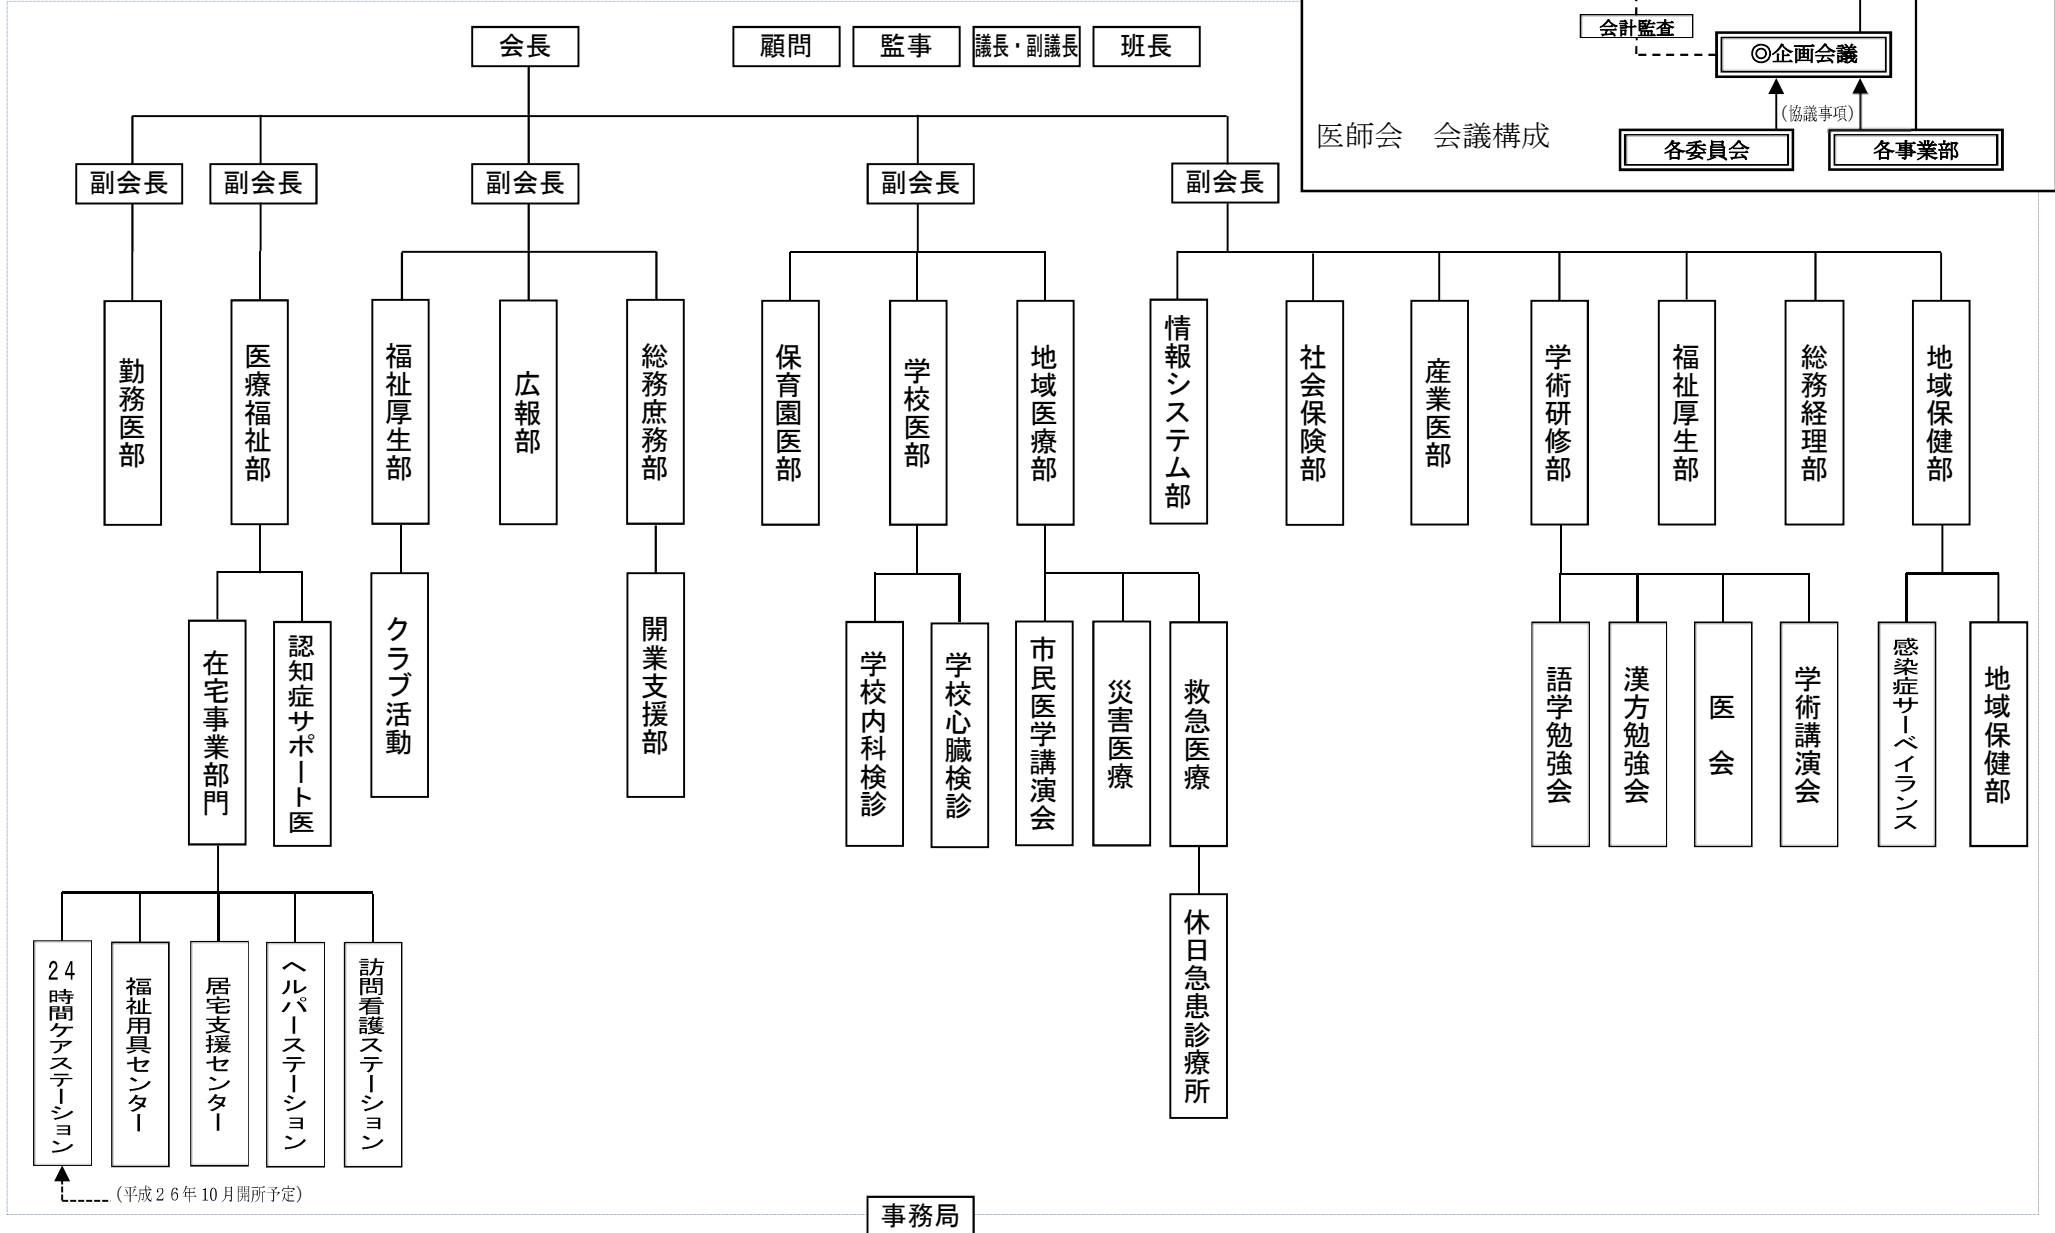 会長
顧問
監事
議長・副議長
班長
会計監査
◎企画会議
(協議事項)
医師会　会議構成
各委員会
各事業部
副会長
副会長
副会長
副会長
副会長
勤務医部
医療福祉部
福祉厚生部
広報部
総務庶務部
保育園医部
学校医部
地域医療部
情報システム部
社会保険部
産業医部
学術研修部
福祉厚生部
総務経理部
地域保健部
在宅事業部門
認知症サポート医
クラブ活動
開業支援部
学校内科検診
学校心臓検診
市民医学講演会
災害医療
救急医療
語学勉強会
漢方勉強会
医会
学術講演会
感染症サーベイランス
地域保健部
24時間ケアステーション
福祉用具センター
居宅支援センター
ヘルパーステーション
訪問看護ステーション
休日急患診療所
(平成２６年10月開所予定)
事務局